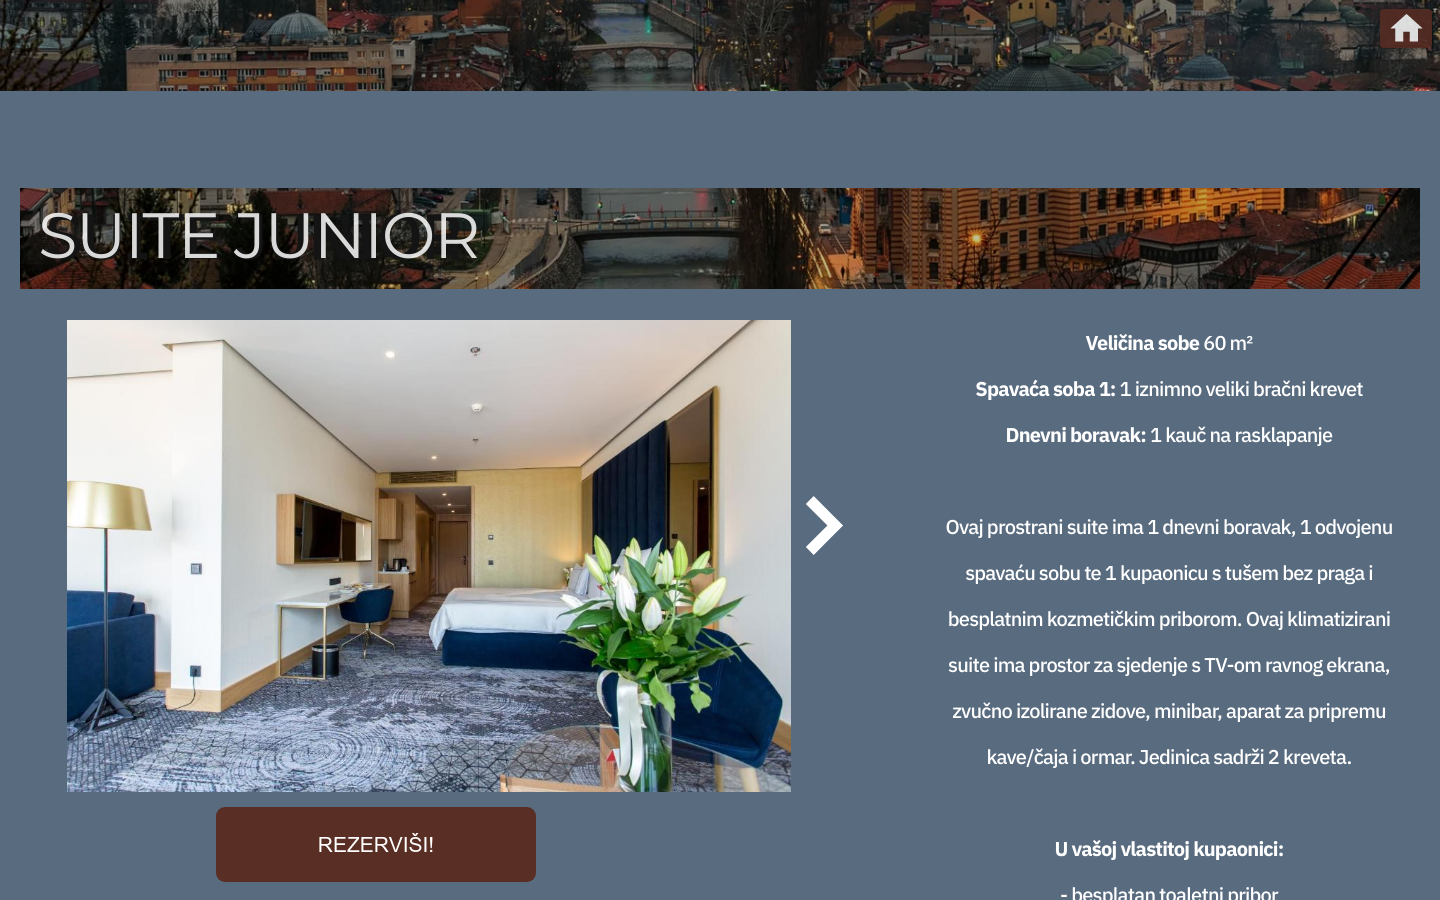 SUITE JUNIOR
Veličina sobe 60 m²
Spavaća soba 1: 1 iznimno veliki bračni krevet
Dnevni boravak: 1 kauč na rasklapanje
Ovaj prostrani suite ima 1 dnevni boravak, 1 odvojenu
spavaću sobu te 1 kupaonicu s tušem bez praga i
besplatnim kozmetičkim priborom. Ovaj klimatizirani
suite ima prostor za sjedenje s TV-om ravnog ekrana,
zvučno izolirane zidove, minibar, aparat za pripremu
kave/čaja i ormar. Jedinica sadrži 2 kreveta.
REZERVIŠI!
U vašoj vlastitoj kupaonici:
- besplatan toaletni pribor